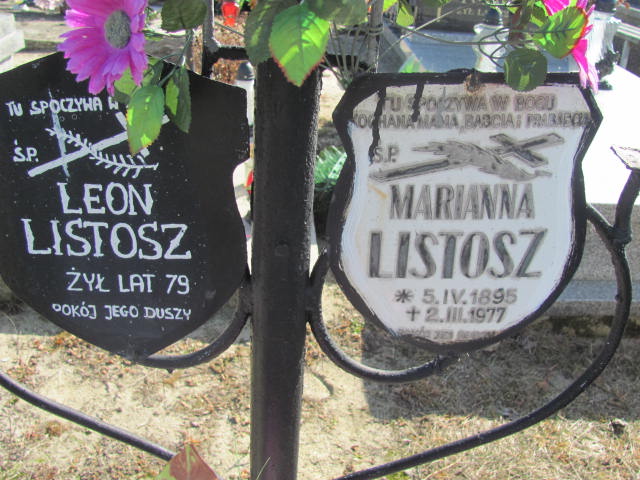 TU SPOCZYWA W
Ś.P.
LEON
LISTOSZ
ŻYŁ LAT 79
POKÓJ JEGO DUSZY
TU SPOCZYWA W BOGU
KOCHANA MAMA, BABCIA I PRABABCIA
Ś.P.
MARIANNA
LISTOSZ
* 5.IV.1895
+ 2.III.1977